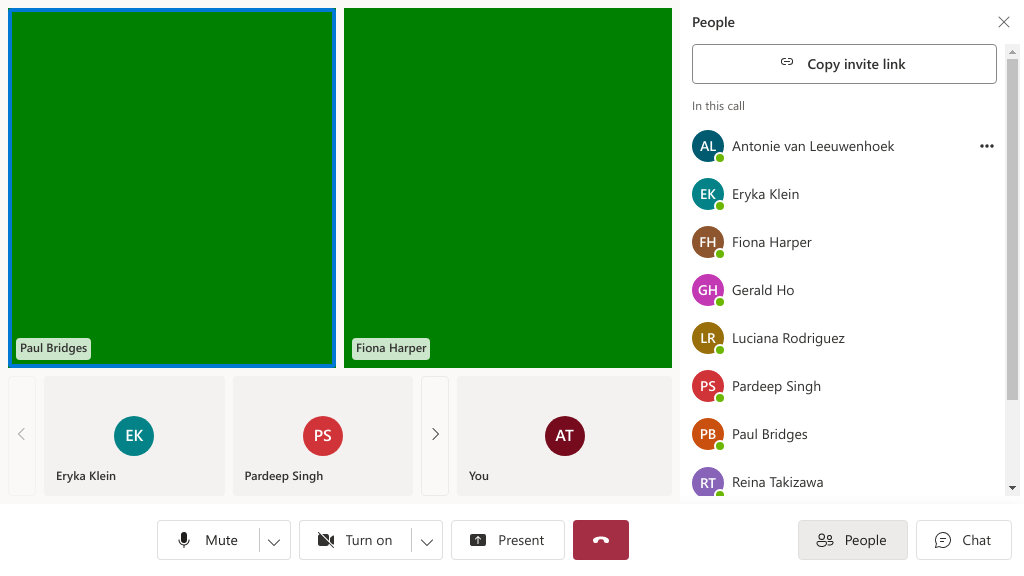 Paul Bridges
Fiona Harper
EK
Eryka Klein
PS
Pardeep Singh
AT
You
Mute
Turn on
Present
People
Copy invite link
In this call
AL Antonie van Leeuwenhoek
EK Eryka Klein
FH Fiona Harper
GH Gerald Ho
LR Luciana Rodriguez
PS Pardeep Singh
PB Paul Bridges
RT Reina Takizawa
People
Chat